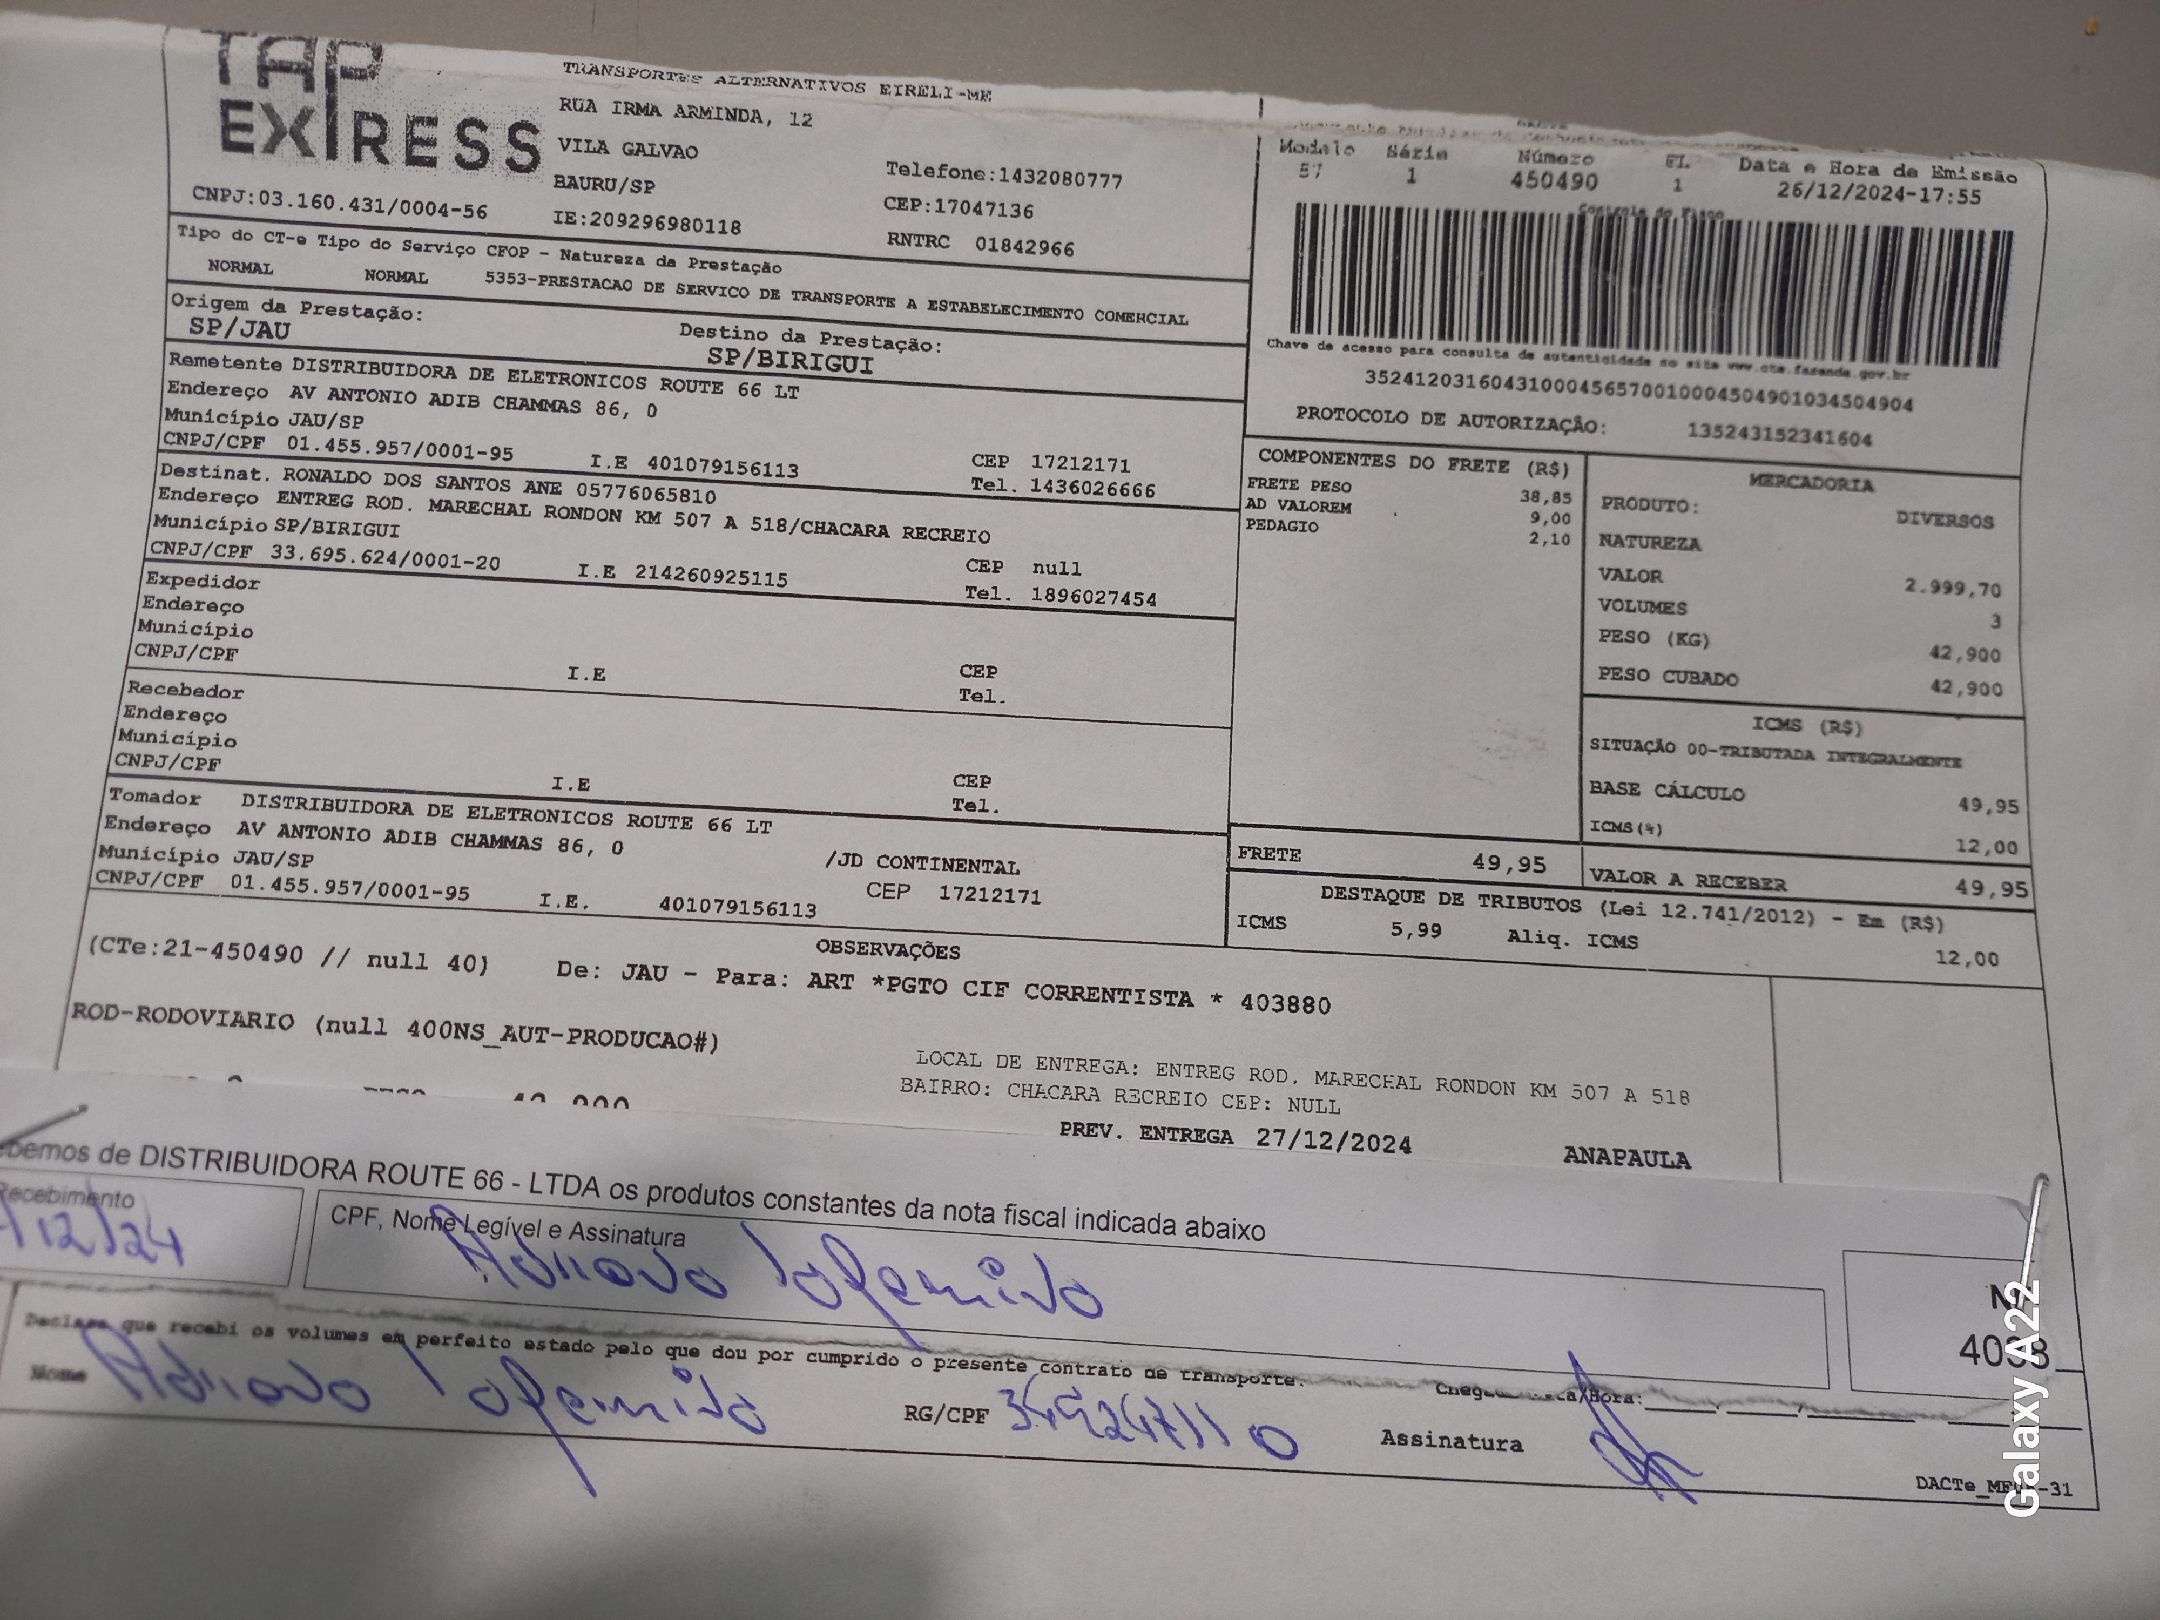 TAP
EXPRESS
TRANSPORTES ALTERNATIVOS EIRELI-ME
RUA IRMA ARMINDA, 12
VILA GALVAO
BAURU/SP
Telefone:1432080777
CEP:17047136
CNPJ:03.160.431/0004-56
IE:209296980118
RNTRC 01842966
Modelo Série Número Fl. Data e Hora de Emissão
57 1 450490 1 26/12/2024-17:55
Controle do Fisco
Tipo do CT-e Tipo do Serviço CFOP - Natureza da Prestação
NORMAL NORMAL 5353-PRESTACAO DE SERVICO DE TRANSPORTE A ESTABELECIMENTO COMERCIAL
Origem da Prestação: Destino da Prestação:
SP/JAU SP/BIRIGUI
Chave de acesso para consulta de autenticidade no site www.cte.fazenda.gov.br
35241203160431000456570010004504901034504904
PROTOCOLO DE AUTORIZAÇÃO: 135243152341604
Remetente DISTRIBUIDORA DE ELETRONICOS ROUTE 66 LT
Endereço AV ANTONIO ADIB CHAMMAS 86, 0
Município JAU/SP
CNPJ/CPF 01.455.957/0001-95 I.E 401079156113 CEP 17212171
Tel. 1436026666
Destinat. RONALDO DOS SANTOS ANE 05776065810
Endereço ENTREG ROD. MARECHAL RONDON KM 507 A 518/CHACARA RECREIO
Município SP/BIRIGUI
CNPJ/CPF 33.695.624/0001-20 I.E 214260925115 CEP null
Tel. 1896027454
Expedidor
Endereço
Município
CNPJ/CPF I.E CEP
Tel.
Recebedor
Endereço
Município
CNPJ/CPF I.E CEP
Tel.
Tomador DISTRIBUIDORA DE ELETRONICOS ROUTE 66 LT
Endereço AV ANTONIO ADIB CHAMMAS 86, 0 /JD CONTINENTAL
Município JAU/SP CEP 17212171
CNPJ/CPF 01.455.957/0001-95 I.E. 401079156113
COMPONENTES DO FRETE (R$)
FRETE PESO 38,85
AD VALOREM 9,00
PEDAGIO 2,10
MERCADORIA
PRODUTO: DIVERSOS
NATUREZA
VALOR 2.999,70
VOLUMES 3
PESO (KG) 42,900
PESO CUBADO 42,900
ICMS (R$)
SITUAÇÃO 00-TRIBUTADA INTEGRALMENTE
BASE CÁLCULO 49,95
ICMS(%) 12,00
FRETE 49,95 VALOR A RECEBER 49,95
DESTAQUE DE TRIBUTOS (Lei 12.741/2012) - Em (R$)
ICMS 5,99 Aliq. ICMS 12,00
OBSERVAÇÕES
(CTe:21-450490 // null 40) De: JAU - Para: ART *PGTO CIF CORRENTISTA * 403880
ROD-RODOVIARIO (null 400NS_AUT-PRODUCAO#)
LOCAL DE ENTREGA: ENTREG ROD. MARECHAL RONDON KM 507 A 518
BAIRRO: CHACARA RECREIO CEP: NULL
PREV. ENTREGA 27/12/2024 ANAPAULA
de DISTRIBUIDORA ROUTE 66 - LTDA os produtos constantes da nota fiscal indicada abaixo
Recebimento CPF, Nome Legível e Assinatura
/12/24
Declaro que recebi os volumes em perfeito estado pelo que dou por cumprido o presente contrato de transporte.
Nome RG/CPF Assinatura
Galaxy A22